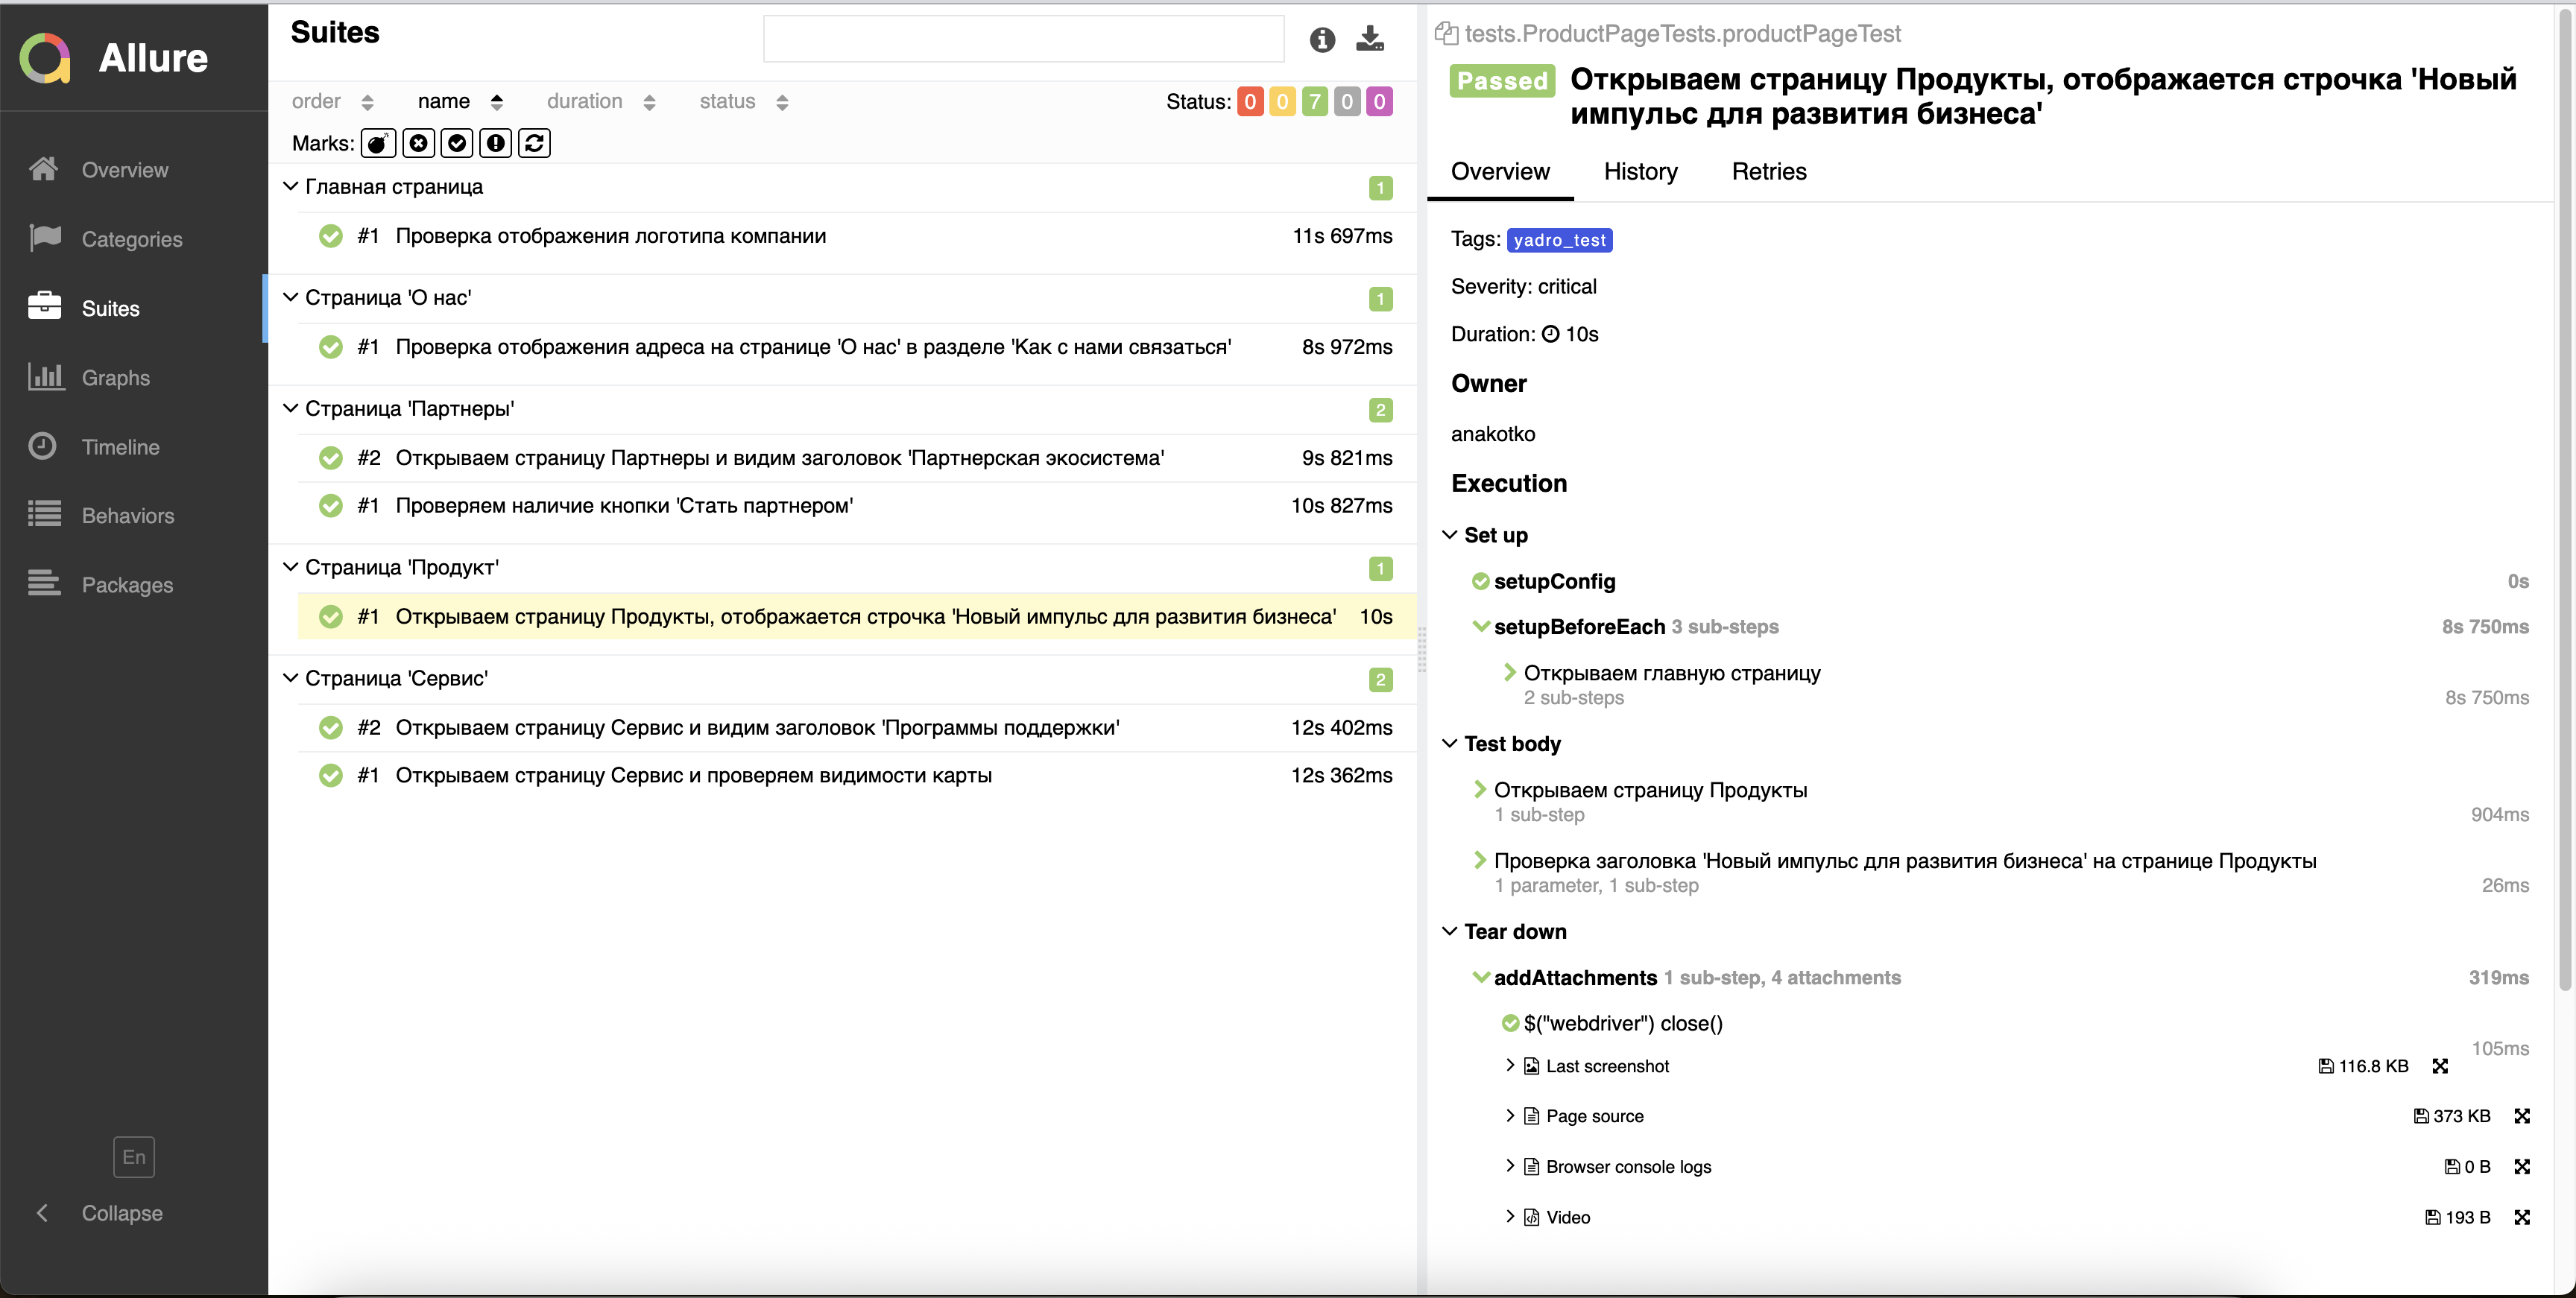 Allure
Overview
Categories
Suites
Graphs
Timeline
Behaviors
Packages
En
Collapse
Suites
order name duration status
Status: 0 0 7 0 0
Marks:
Главная страница 1
#1 Проверка отображения логотипа компании 11s 697ms
Страница 'О нас' 1
#1 Проверка отображения адреса на странице 'О нас' в разделе 'Как с нами связаться' 8s 972ms
Страница 'Партнеры' 2
#2 Открываем страницу Партнеры и видим заголовок 'Партнерская экосистема' 9s 821ms
#1 Проверяем наличие кнопки 'Стать партнером' 10s 827ms
Страница 'Продукт' 1
#1 Открываем страницу Продукты, отображается строчка 'Новый импульс для развития бизнеса' 10s
Страница 'Сервис' 2
#2 Открываем страницу Сервис и видим заголовок 'Программы поддержки' 12s 402ms
#1 Открываем страницу Сервис и проверяем видимости карты 12s 362ms
tests.ProductPageTests.productPageTest
Passed Открываем страницу Продукты, отображается строчка 'Новый
импульс для развития бизнеса'
Overview History Retries
Tags: yadro_test
Severity: critical
Duration: 10s
Owner
anakotko
Execution
Set up
setupConfig 0s
setupBeforeEach 3 sub-steps 8s 750ms
Открываем главную страницу
2 sub-steps 8s 750ms
Test body
Открываем страницу Продукты
1 sub-step 904ms
Проверка заголовка 'Новый импульс для развития бизнеса' на странице Продукты
1 parameter, 1 sub-step 26ms
Tear down
addAttachments 1 sub-step, 4 attachments 319ms
$("webdriver") close()
105ms
Last screenshot 116.8 KB
Page source 373 KB
Browser console logs 0 B
Video 193 B